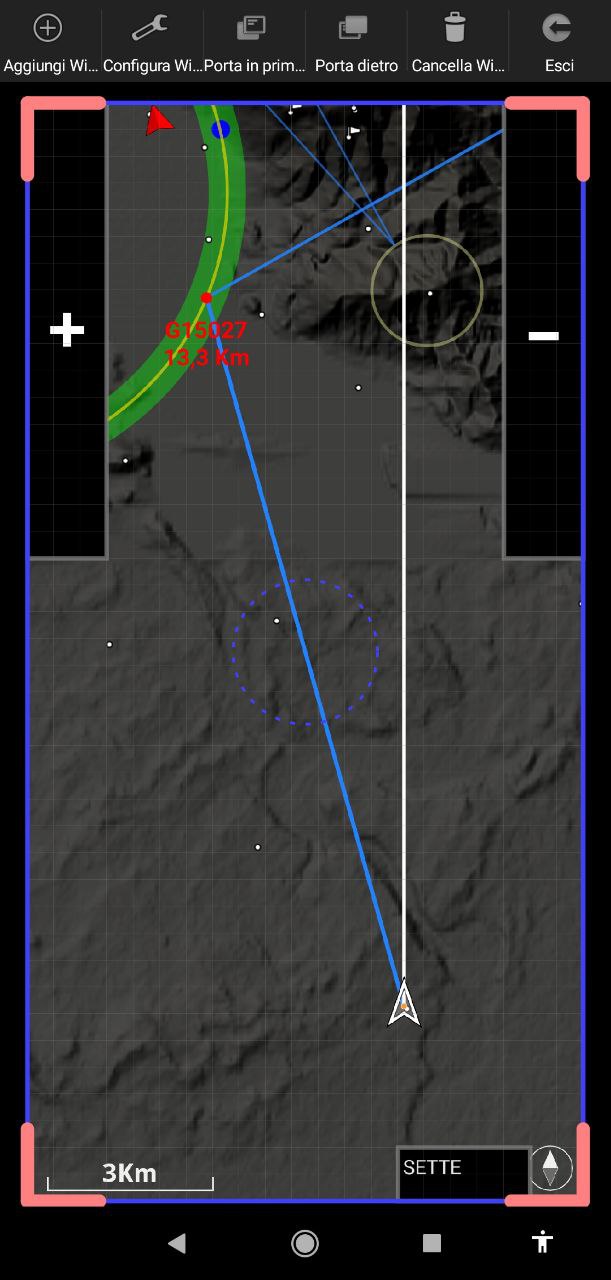 Aggiungi Wi... Configura Wi... Porta in prim... Porta dietro Cancella Wi... Esci
+
−
G15027
13,3 Km
SETTE
3Km